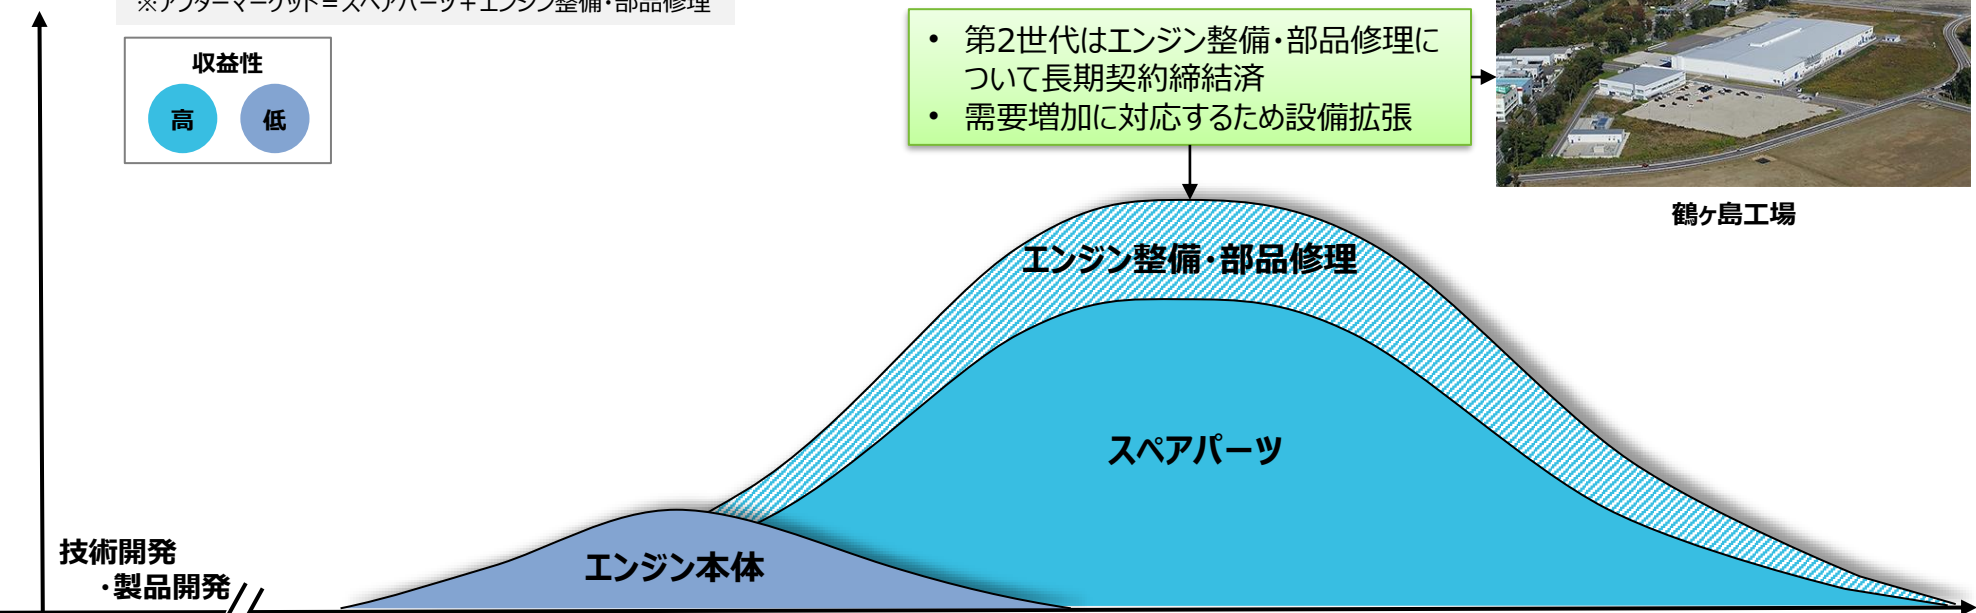 ※アフターマーケット＝スペアパーツ＋エンジン整備・部品修理
収益性
高
低
• 第2世代はエンジン整備・部品修理に
ついて長期契約締結済
• 需要増加に対応するため設備拡張
鶴ヶ島工場
エンジン整備・部品修理
スペアパーツ
エンジン本体
技術開発
・製品開発